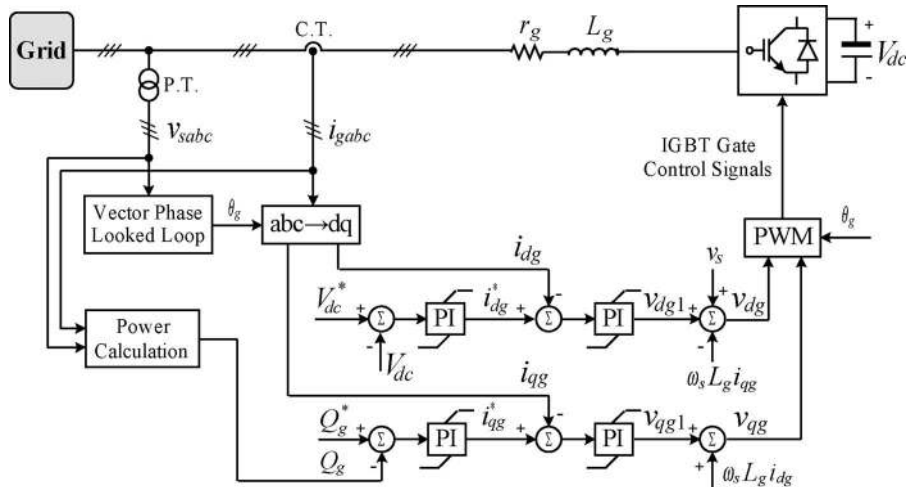 Grid
C.T.
r_g
L_g
V_dc
+
-
P.T.
v_sabc
i_gabc
IGBT Gate
Control Signals
Vector Phase
Looked Loop
θ_g
abc→dq
PWM
θ_g
i_dg
v_s
V_dc^*
+
Σ
-
V_dc
PI
i_dg^*
+
Σ
-
PI
v_dg1
+
Σ
+
-
v_dg
ω_s L_g i_qg
Power
Calculation
i_qg
Q_g^*
+
Σ
-
Q_g
PI
i_qg^*
+
Σ
-
PI
v_qg1
+
Σ
+
v_qg
ω_s L_g i_dg